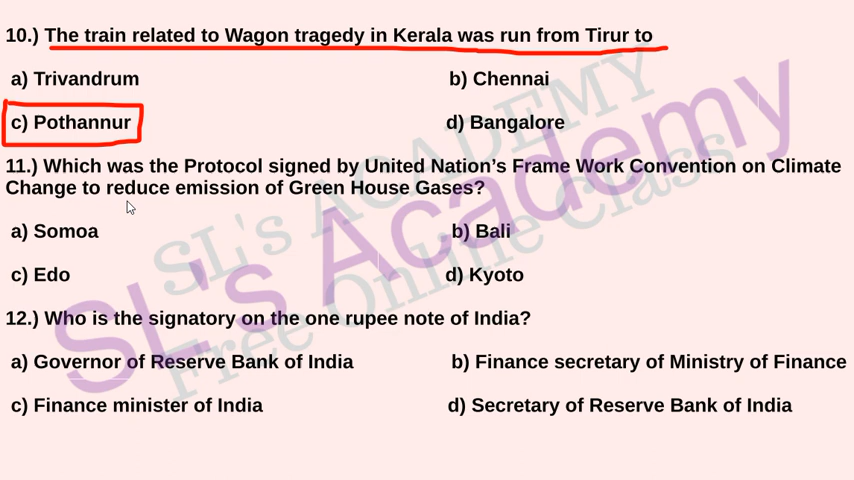 10.) The train related to Wagon tragedy in Kerala was run from Tirur to
a) Trivandrum b) Chennai
c) Pothannur d) Bangalore
11.) Which was the Protocol signed by United Nation's Frame Work Convention on Climate
Change to reduce emission of Green House Gases?
a) Somoa b) Bali
c) Edo d) Kyoto
12.) Who is the signatory on the one rupee note of India?
a) Governor of Reserve Bank of India b) Finance secretary of Ministry of Finance
c) Finance minister of India d) Secretary of Reserve Bank of India
SL's ACADEMY
SL's Academy
Free Online Class